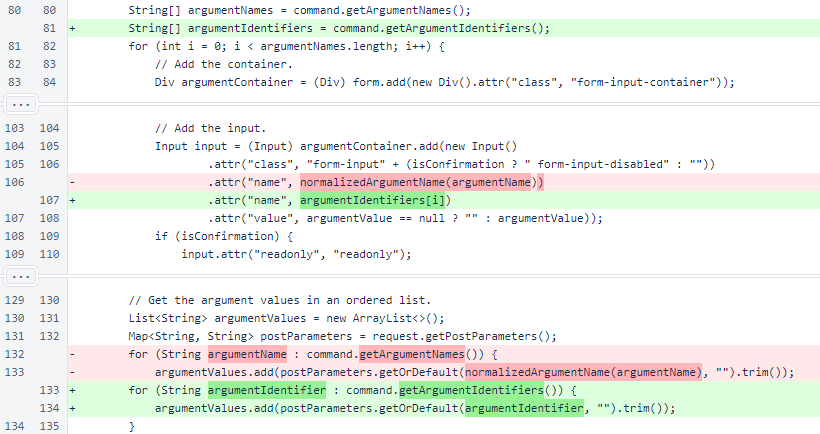 80 80 String[] argumentNames = command.getArgumentNames();
81 + String[] argumentIdentifiers = command.getArgumentIdentifiers();
81 82 for (int i = 0; i < argumentNames.length; i++) {
82 83 // Add the container.
83 84 Div argumentContainer = (Div) form.add(new Div().attr("class", "form-input-container"));
...
103 104 // Add the input.
104 105 Input input = (Input) argumentContainer.add(new Input()
105 106 .attr("class", "form-input" + (isConfirmation ? " form-input-disabled" : ""))
106 - .attr("name", normalizedArgumentName(argumentName))
107 + .attr("name", argumentIdentifiers[i])
107 108 .attr("value", argumentValue == null ? "" : argumentValue));
108 109 if (isConfirmation) {
109 110 input.attr("readonly", "readonly");
...
129 130 // Get the argument values in an ordered list.
130 131 List<String> argumentValues = new ArrayList<>();
131 132 Map<String, String> postParameters = request.getPostParameters();
132 - for (String argumentName : command.getArgumentNames()) {
133 - argumentValues.add(postParameters.getOrDefault(normalizedArgumentName(argumentName), "").trim());
133 + for (String argumentIdentifier : command.getArgumentIdentifiers()) {
134 + argumentValues.add(postParameters.getOrDefault(argumentIdentifier, "").trim());
134 135 }